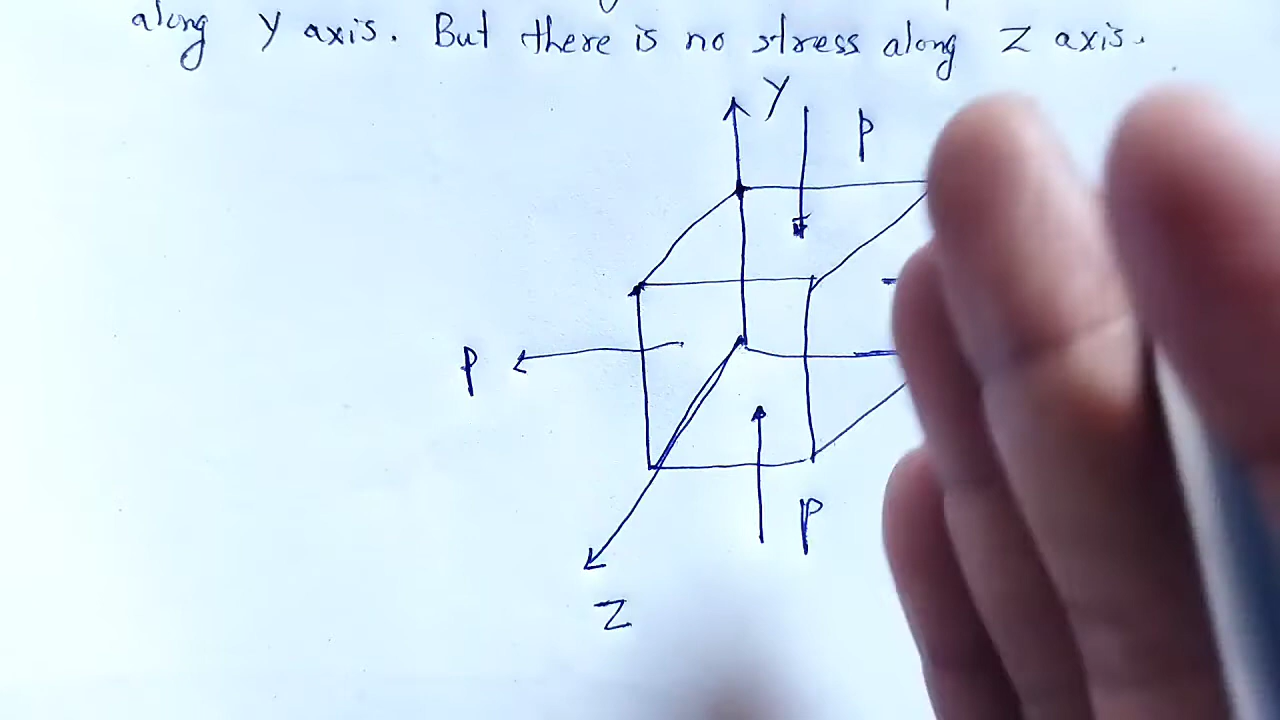 along Y axis. But there is no stress along Z axis.
Y
P
P
P
Z